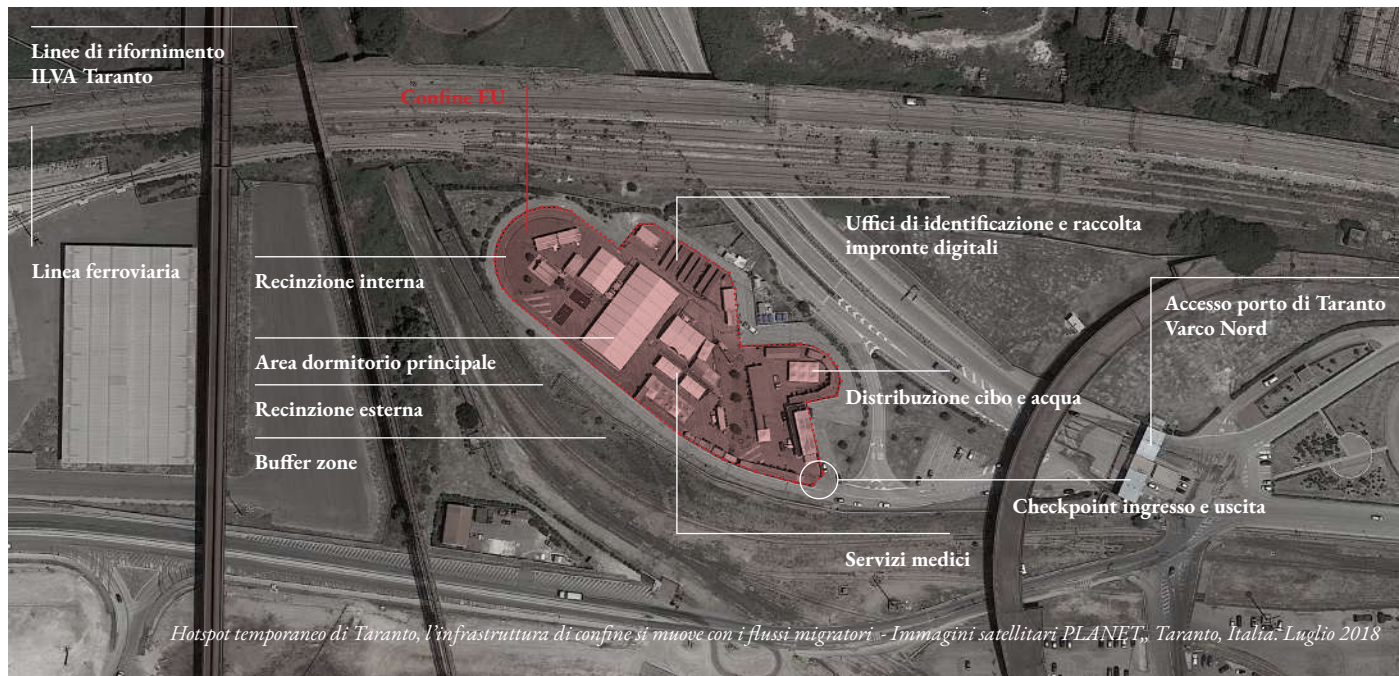 Linee di rifornimento
ILVA Taranto
Confine EU
Uffici di identificazione e raccolta
impronte digitali
Linea ferroviaria
Recinzione interna
Accesso porto di Taranto
Varco Nord
Area dormitorio principale
Recinzione esterna
Distribuzione cibo e acqua
Buffer zone
Checkpoint ingresso e uscita
Servizi medici
Hotspot temporaneo di Taranto, l'infrastruttura di confine si muove con i flussi migratori - Immagini satellitari PLANET,, Taranto, Italia. Luglio 2018